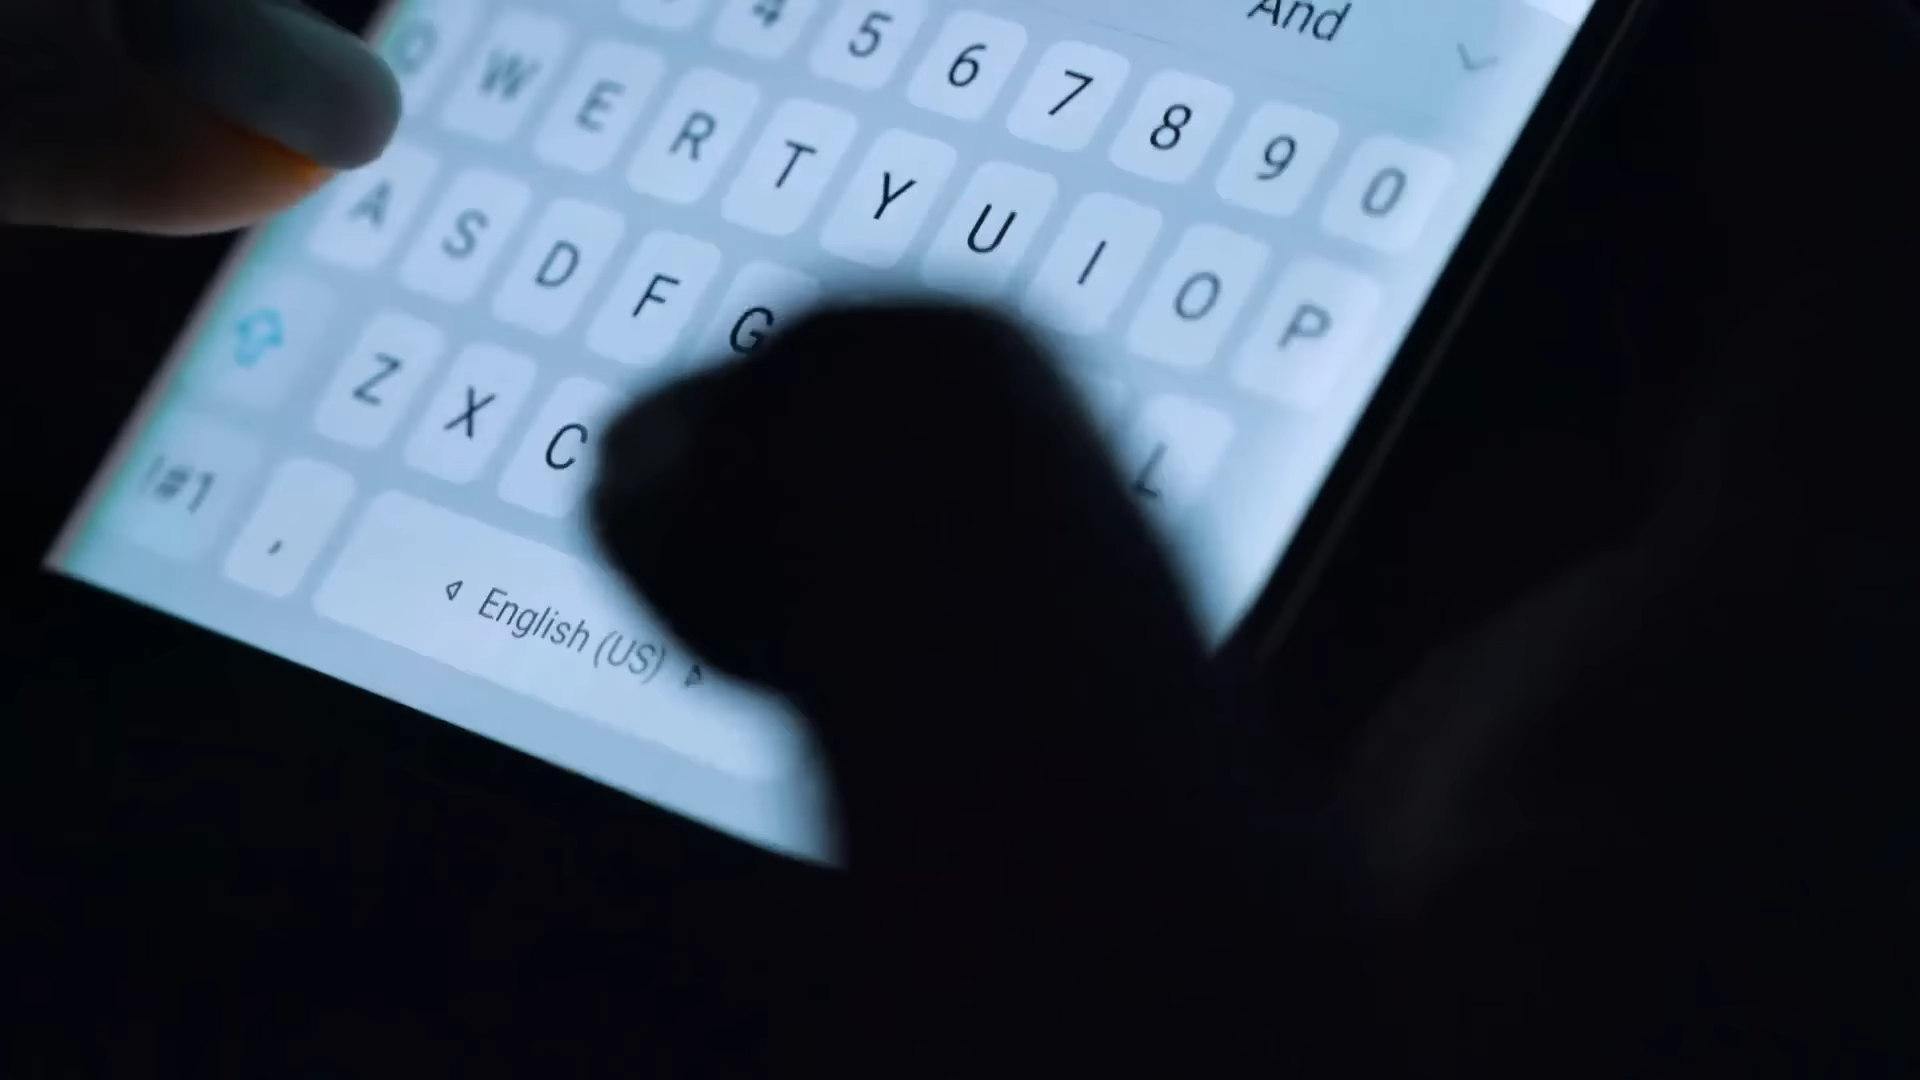 And
4 5 6 7 8 9 0
Q W E R T Y U I O P
A S D F G L
Z X C
!#1 , English (US)